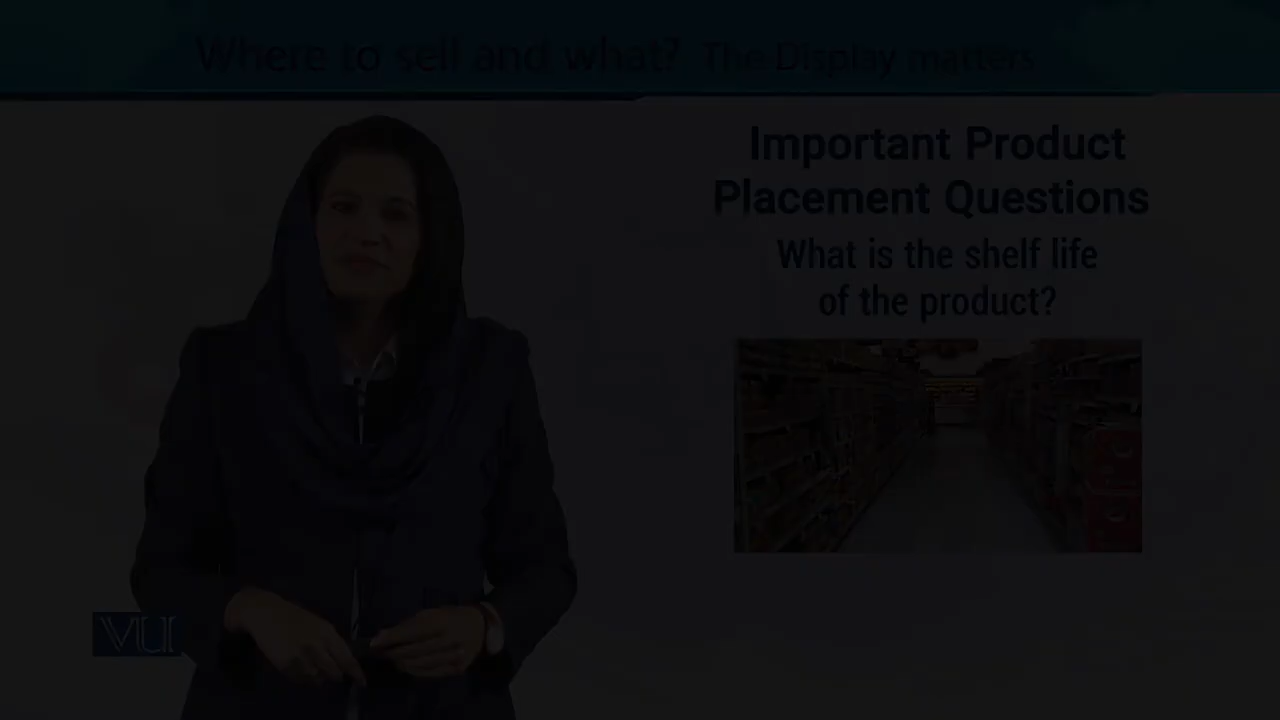 Where to sell and what? The Display matters
Important Product
Placement Questions
What is the shelf life
of the product?
VU